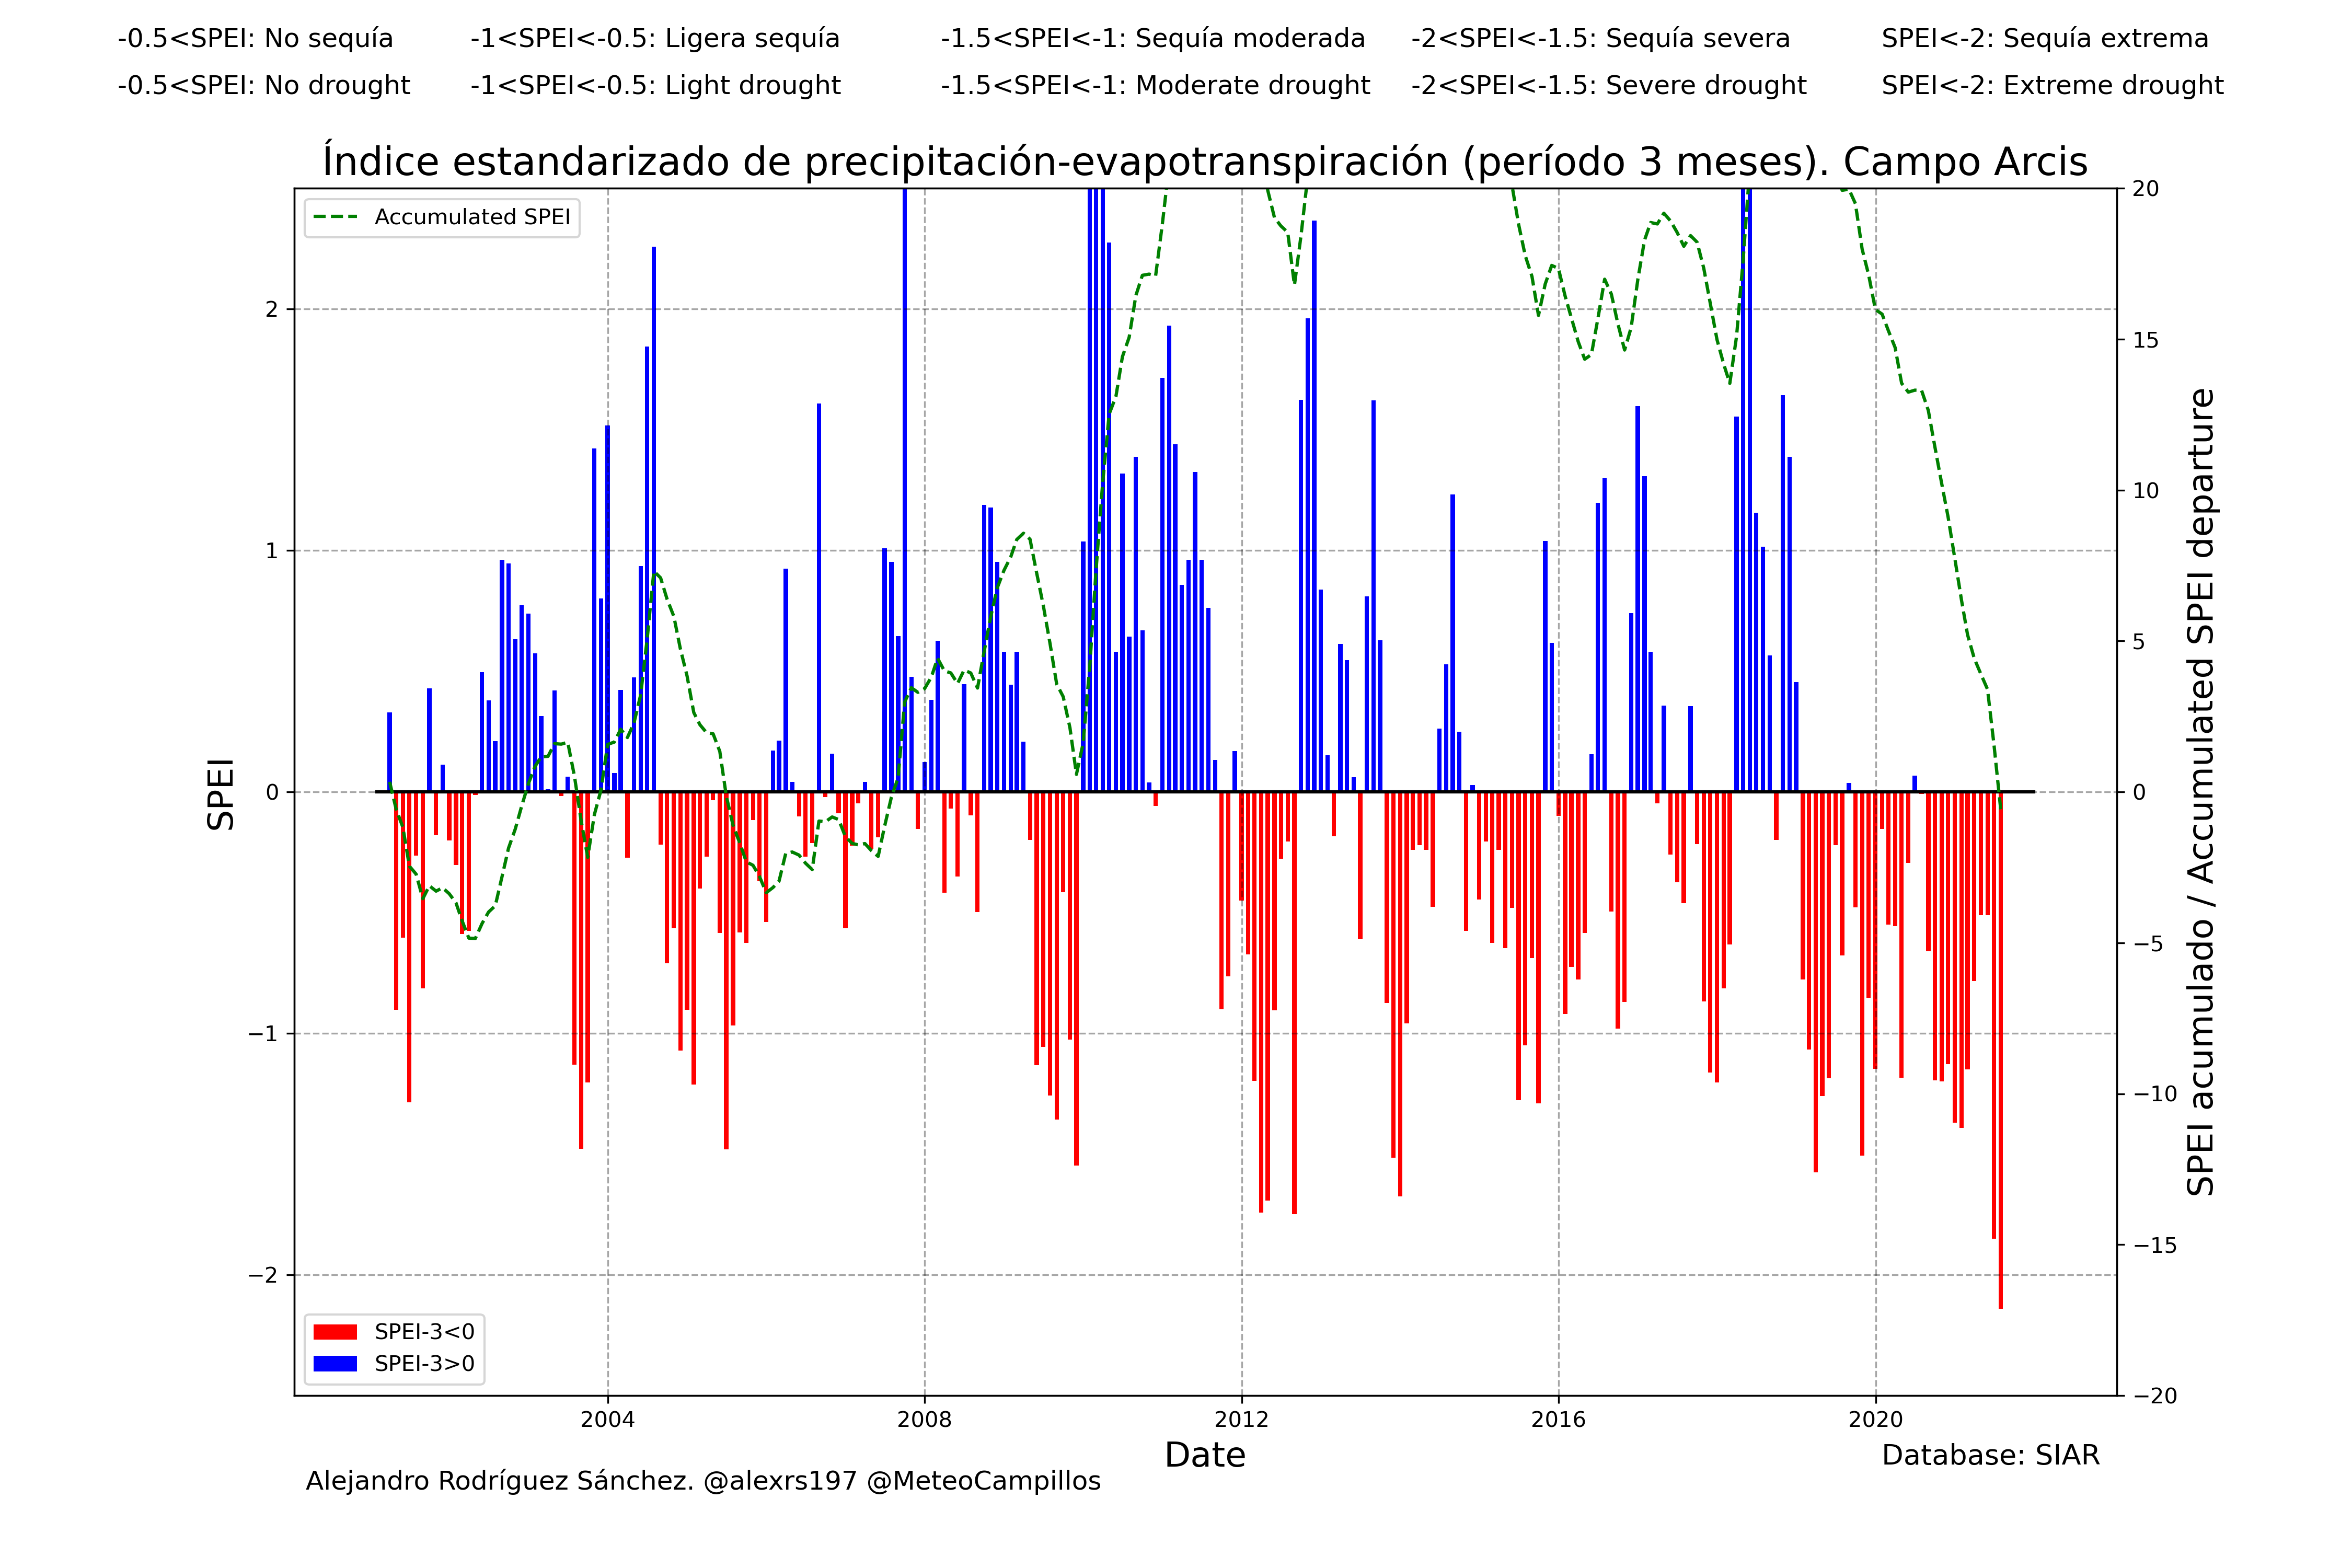 -0.5<SPEI: No sequía -1<SPEI<-0.5: Ligera sequía -1.5<SPEI<-1: Sequía moderada -2<SPEI<-1.5: Sequía severa SPEI<-2: Sequía extrema
-0.5<SPEI: No drought -1<SPEI<-0.5: Light drought -1.5<SPEI<-1: Moderate drought -2<SPEI<-1.5: Severe drought SPEI<-2: Extreme drought
Índice estandarizado de precipitación-evapotranspiración (período 3 meses). Campo Arcis
Accumulated SPEI
SPEI
2
1
0
−1
−2
20
15
10
5
0
−5
−10
−15
−20
SPEI acumulado / Accumulated SPEI departure
SPEI-3<0
SPEI-3>0
2004 2008 2012 2016 2020
Date
Database: SIAR
Alejandro Rodríguez Sánchez. @alexrs197 @MeteoCampillos